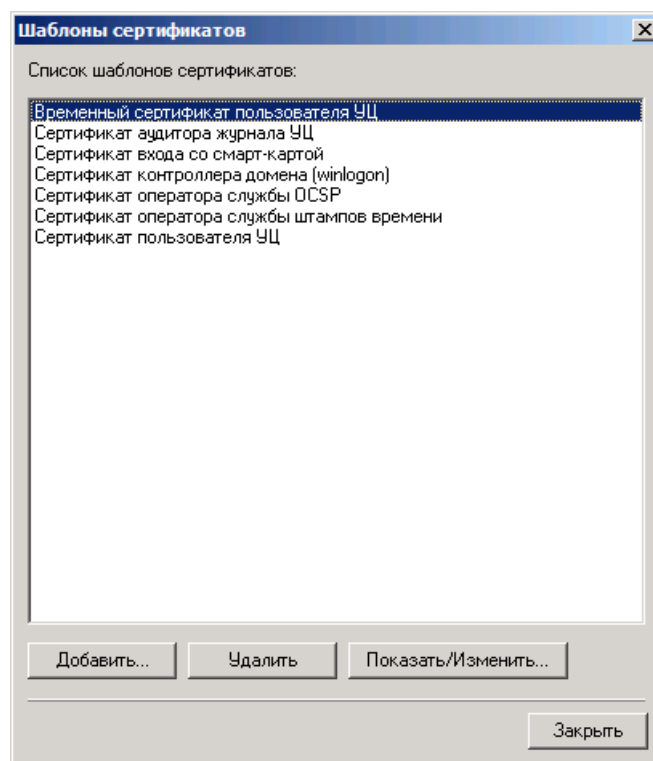 Шаблоны сертификатов
Список шаблонов сертификатов:
Временный сертификат пользователя УЦ
Сертификат аудитора журнала УЦ
Сертификат входа со смарт-картой
Сертификат контроллера домена (winlogon)
Сертификат оператора службы OCSP
Сертификат оператора службы штампов времени
Сертификат пользователя УЦ
Добавить...
Удалить
Показать/Изменить...
Закрыть